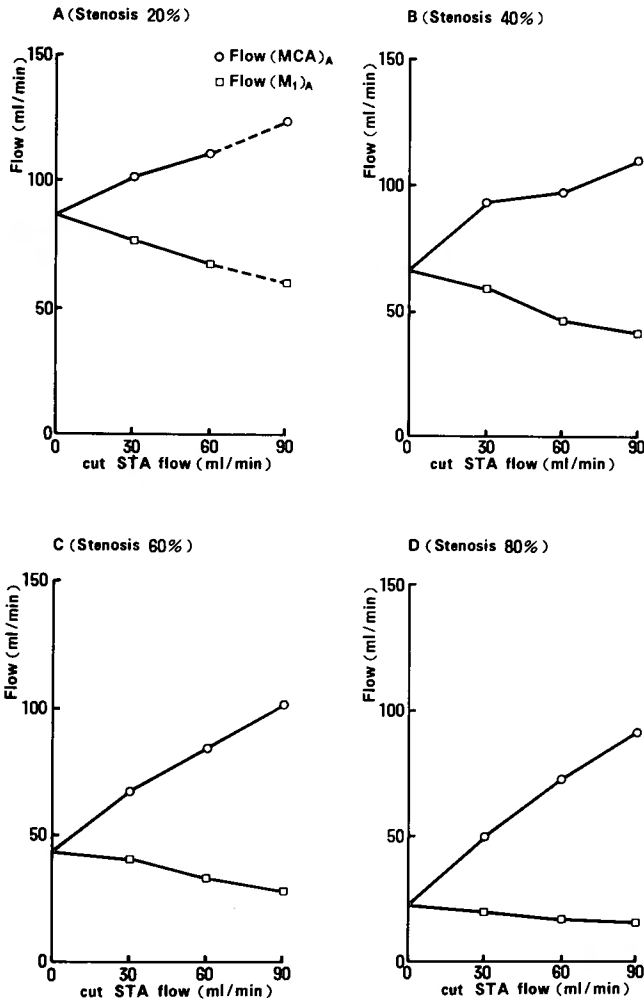 A (Stenosis 20%)
150
100
50
0
Flow (ml/min)
○ Flow (MCA)A
□ Flow (M1)A
0 30 60 90
cut STA flow (ml/min)
B (Stenosis 40%)
150
100
50
0
Flow (ml/min)
0 30 60 90
cut STA flow (ml/min)
C (Stenosis 60%)
150
100
50
0
Flow (ml/min)
0 30 60 90
cut STA flow (ml/min)
D (Stenosis 80%)
150
100
50
0
Flow (ml/min)
0 30 60 90
cut STA flow (ml/min)